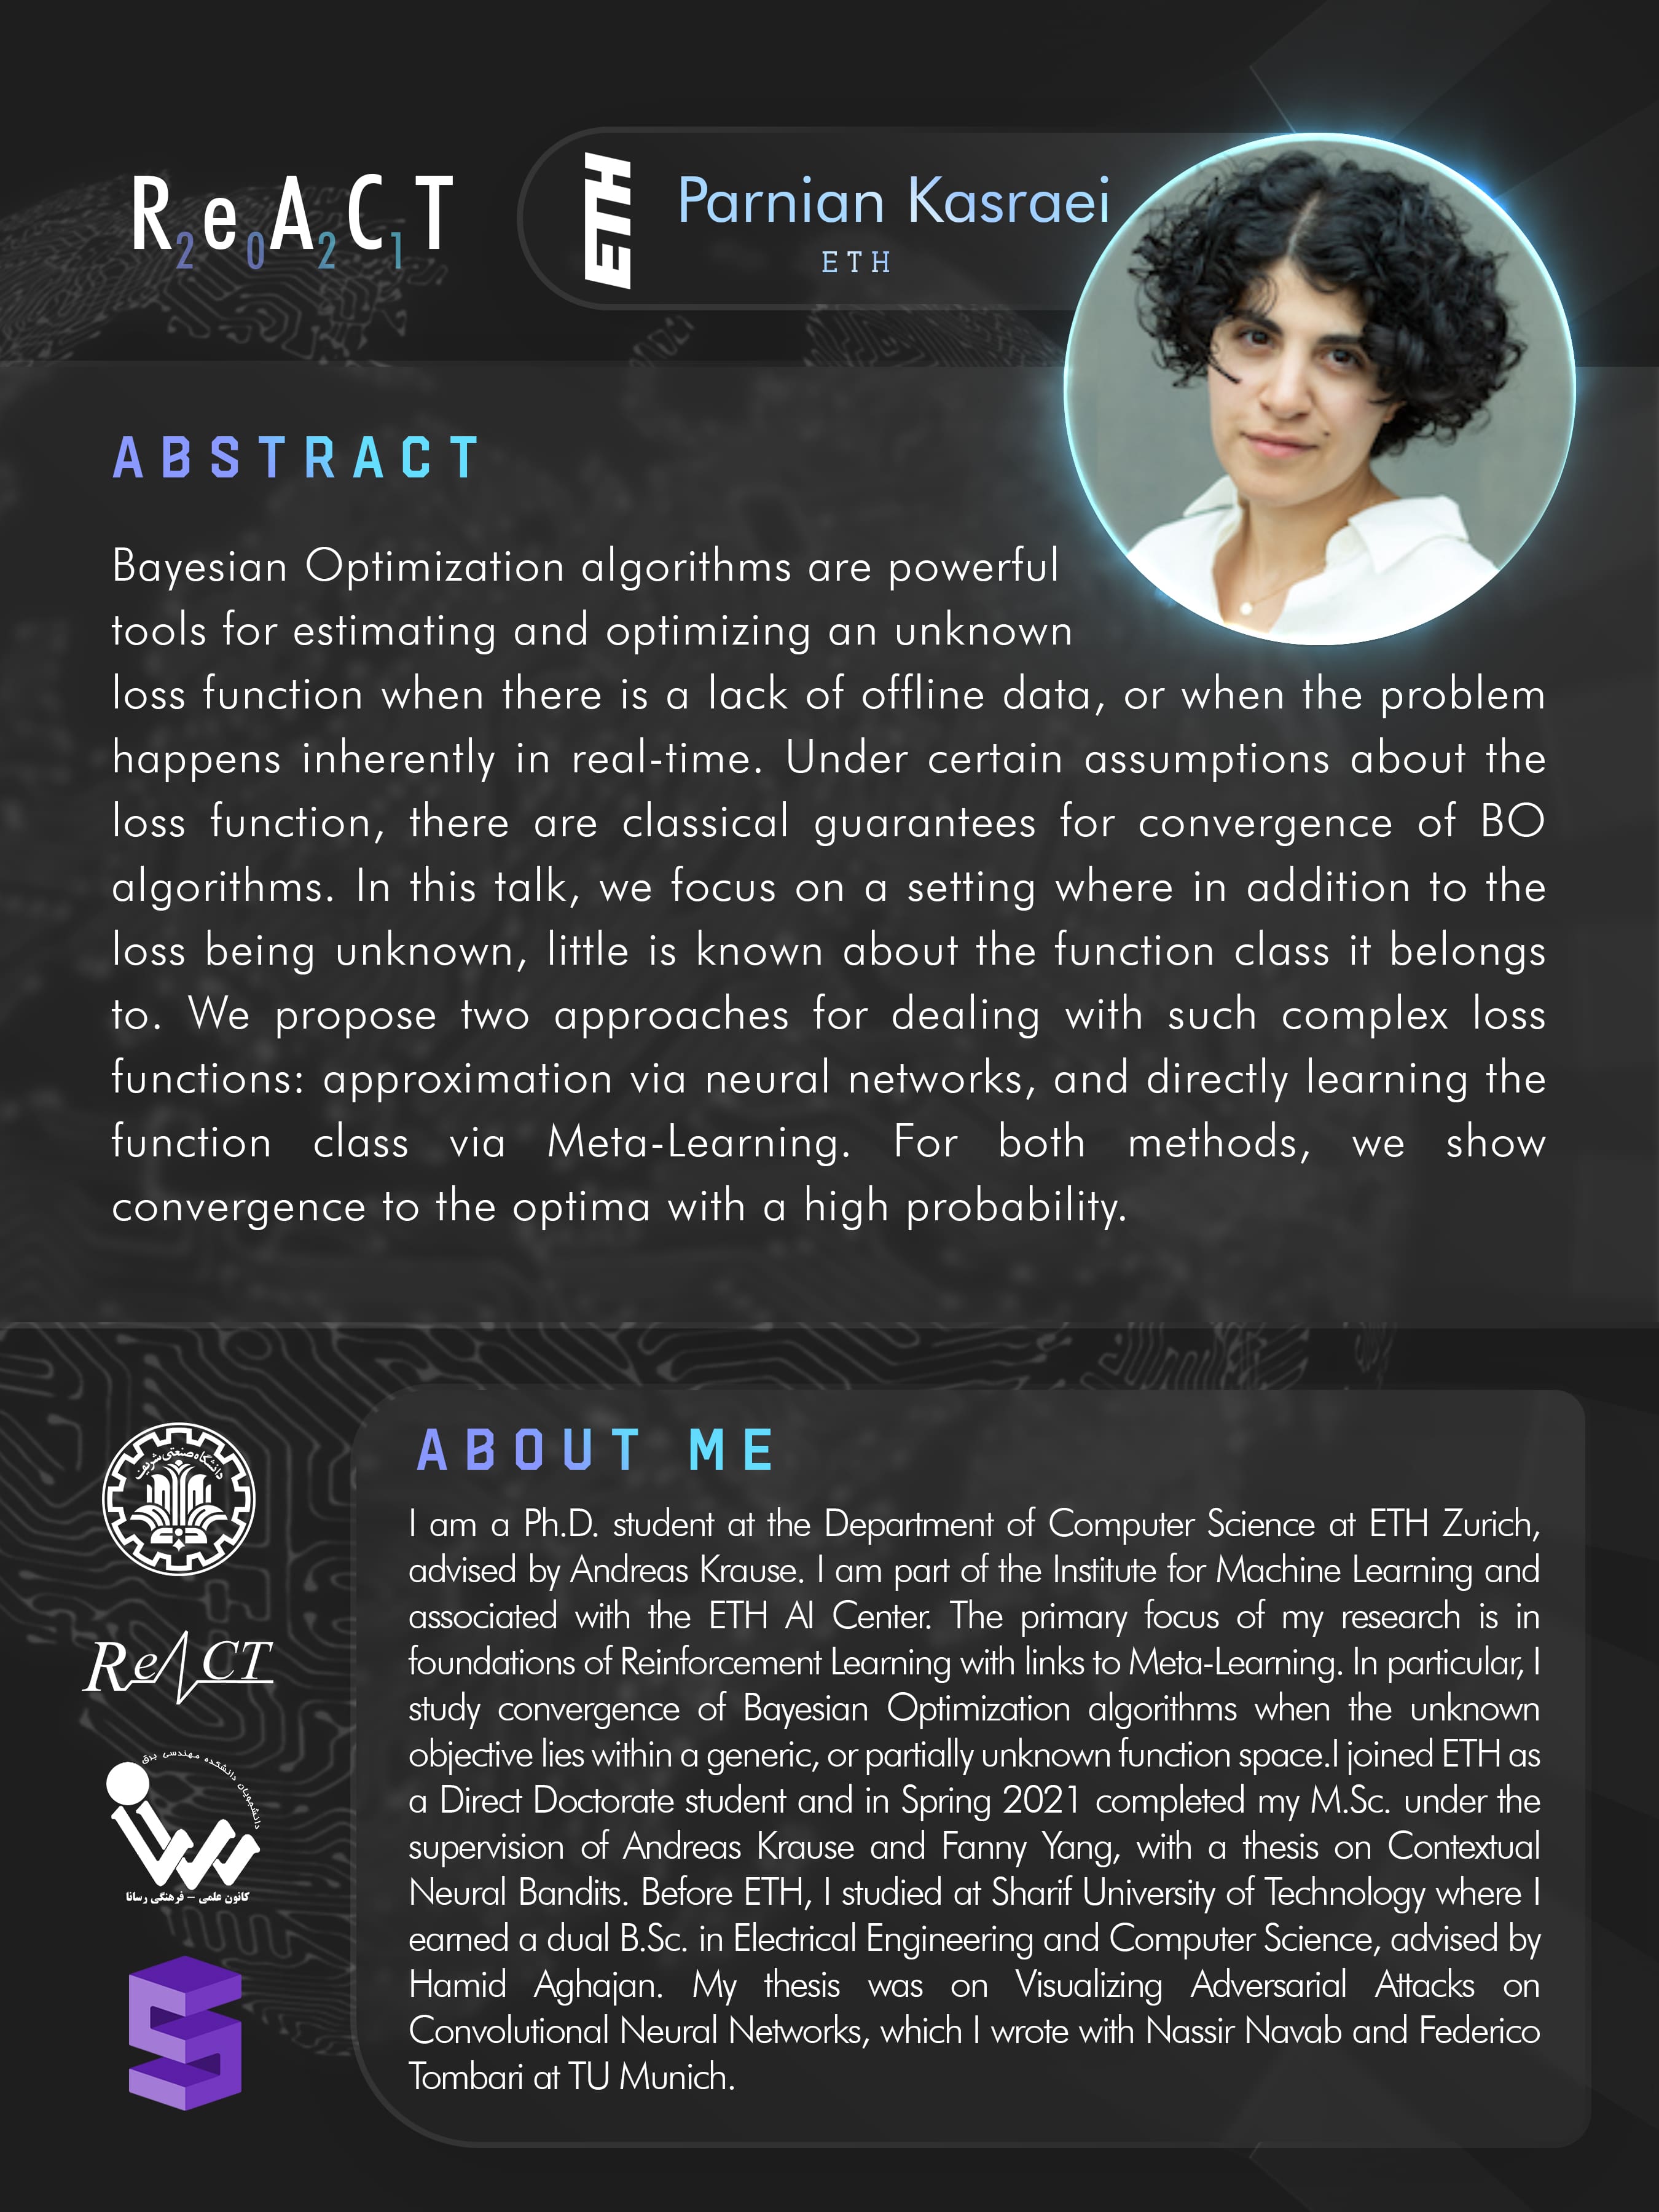 ReACT
2021
ETH
Parnian Kasraei
ETH
ABSTRACT
Bayesian Optimization algorithms are powerful
tools for estimating and optimizing an unknown
loss function when there is a lack of offline data, or when the problem
happens inherently in real-time. Under certain assumptions about the
loss function, there are classical guarantees for convergence of BO
algorithms. In this talk, we focus on a setting where in addition to the
loss being unknown, little is known about the function class it belongs
to. We propose two approaches for dealing with such complex loss
functions: approximation via neural networks, and directly learning the
function class via Meta-Learning. For both methods, we show
convergence to the optima with a high probability.
دانشگاه صنعتی شریف
ReACT
دانشجویان دانشکده مهندسی برق
کانون علمی - فرهنگی رسانا
ABOUT ME
I am a Ph.D. student at the Department of Computer Science at ETH Zurich,
advised by Andreas Krause. I am part of the Institute for Machine Learning and
associated with the ETH AI Center. The primary focus of my research is in
foundations of Reinforcement Learning with links to Meta-Learning. In particular, I
study convergence of Bayesian Optimization algorithms when the unknown
objective lies within a generic, or partially unknown function space.I joined ETH as
a Direct Doctorate student and in Spring 2021 completed my M.Sc. under the
supervision of Andreas Krause and Fanny Yang, with a thesis on Contextual
Neural Bandits. Before ETH, I studied at Sharif University of Technology where I
earned a dual B.Sc. in Electrical Engineering and Computer Science, advised by
Hamid Aghajan. My thesis was on Visualizing Adversarial Attacks on
Convolutional Neural Networks, which I wrote with Nassir Navab and Federico
Tombari at TU Munich.